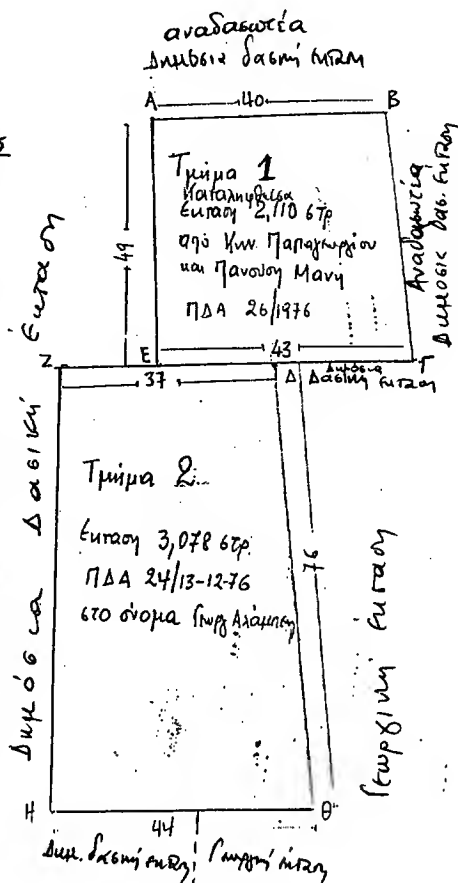 αναδασωτέα
Δημόσια δασική έκταση
Α 40 Β
49
Τμήμα 1
Καταληφθείσα
έκταση 2,110 στρ
από Κων. Παπαγεωργίου
και Πανούση Μανή
ΠΔΑ 26/1976
Αναδασωτέα
Δημόσια δασ. έκταση
Ζ Ε 43 Γ
37 Δ
Δημόσια
Δασική έκταση
Τμήμα 2
έκταση 3,078 στρ.
ΠΔΑ 24/13-12-76
στο όνομα Γεωργ
76
Δημόσια Δασική έκταση
Γεωργική έκταση
Η 44 Θ
Δημ. δασική έκταση Γεωργική έκταση